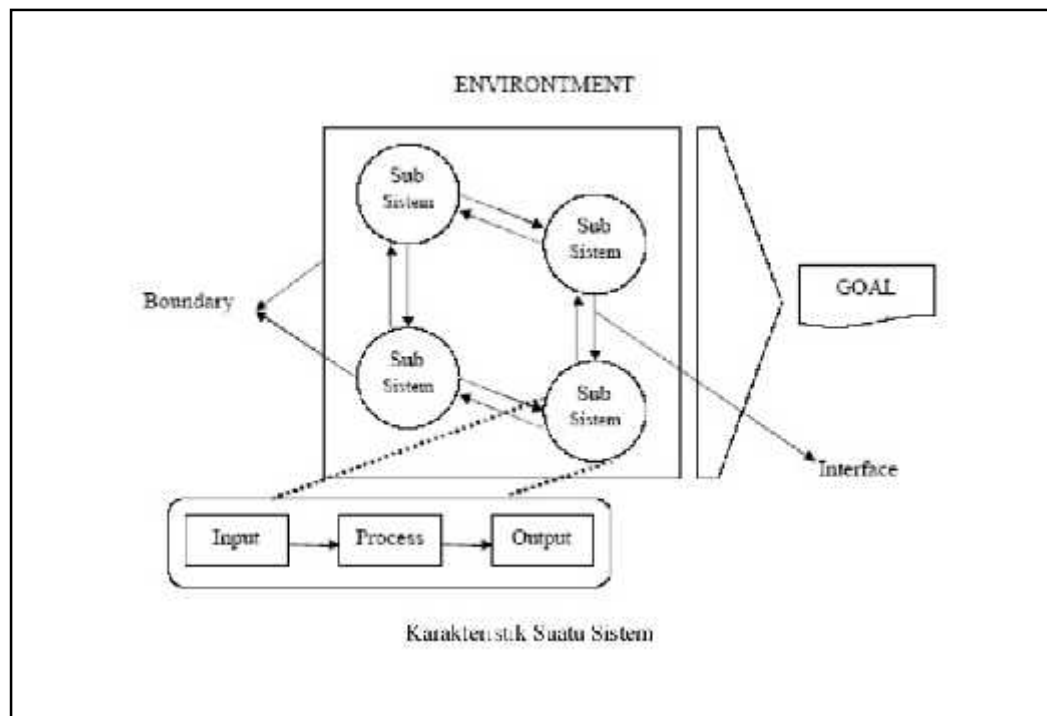 ENVIRONTMENT
Sub
Sistem
Sub
Sistem
Boundary
GOAL
Sub
Sistem
Sub
Sistem
Interface
Input
Process
Output
Karakteristik Suatu Sistem